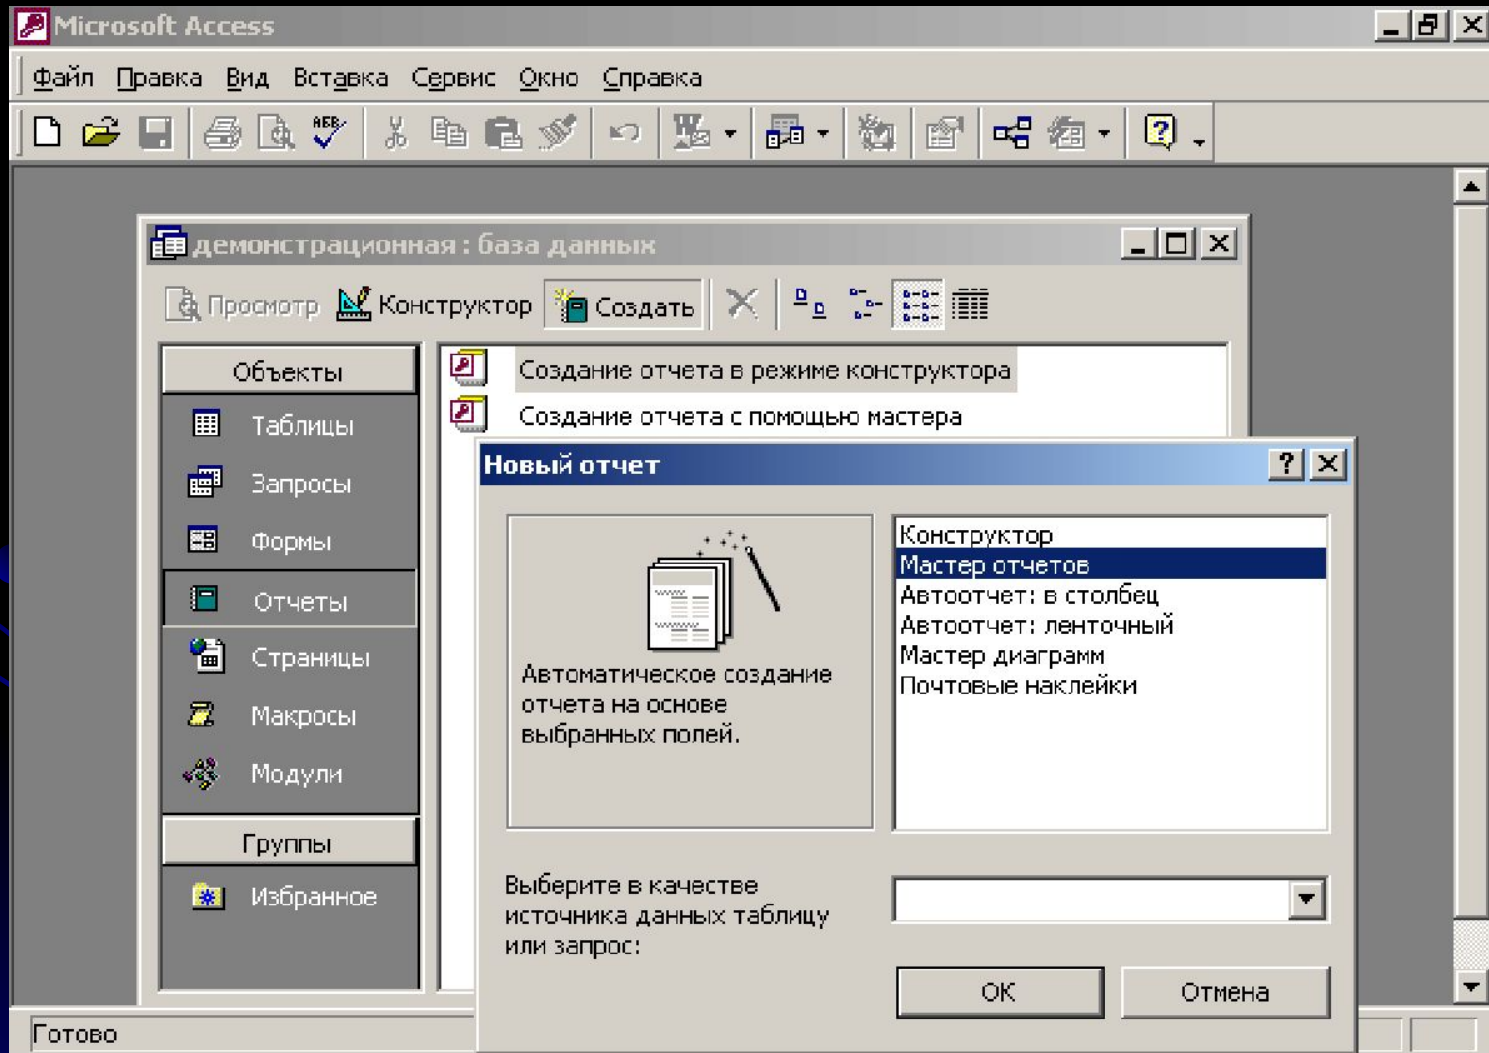 Microsoft Access
Файл Правка Вид Вставка Сервис Окно Справка
демонстрационная : база данных
Просмотр Конструктор Создать
Объекты
Таблицы
Запросы
Формы
Отчеты
Страницы
Макросы
Модули
Группы
Избранное
Создание отчета в режиме конструктора
Создание отчета с помощью мастера
Новый отчет
Автоматическое создание
отчета на основе
выбранных полей.
Конструктор
Мастер отчетов
Автоотчет: в столбец
Автоотчет: ленточный
Мастер диаграмм
Почтовые наклейки
Выберите в качестве
источника данных таблицу
или запрос:
ОК Отмена
Готово